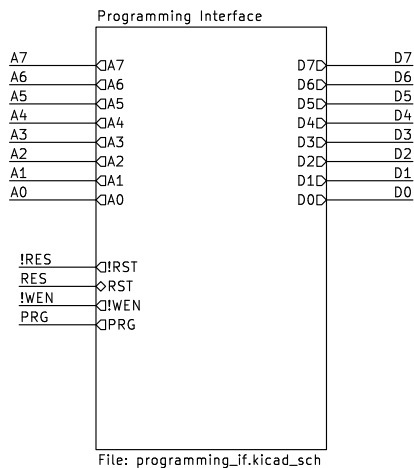 Programming Interface
A7 A7 D7 D7
A6 A6 D6 D6
A5 A5 D5 D5
A4 A4 D4 D4
A3 A3 D3 D3
A2 A2 D2 D2
A1 A1 D1 D1
A0 A0 D0 D0
!RES !RST
RES RST
!WEN !WEN
PRG PRG
File: programming_if.kicad_sch